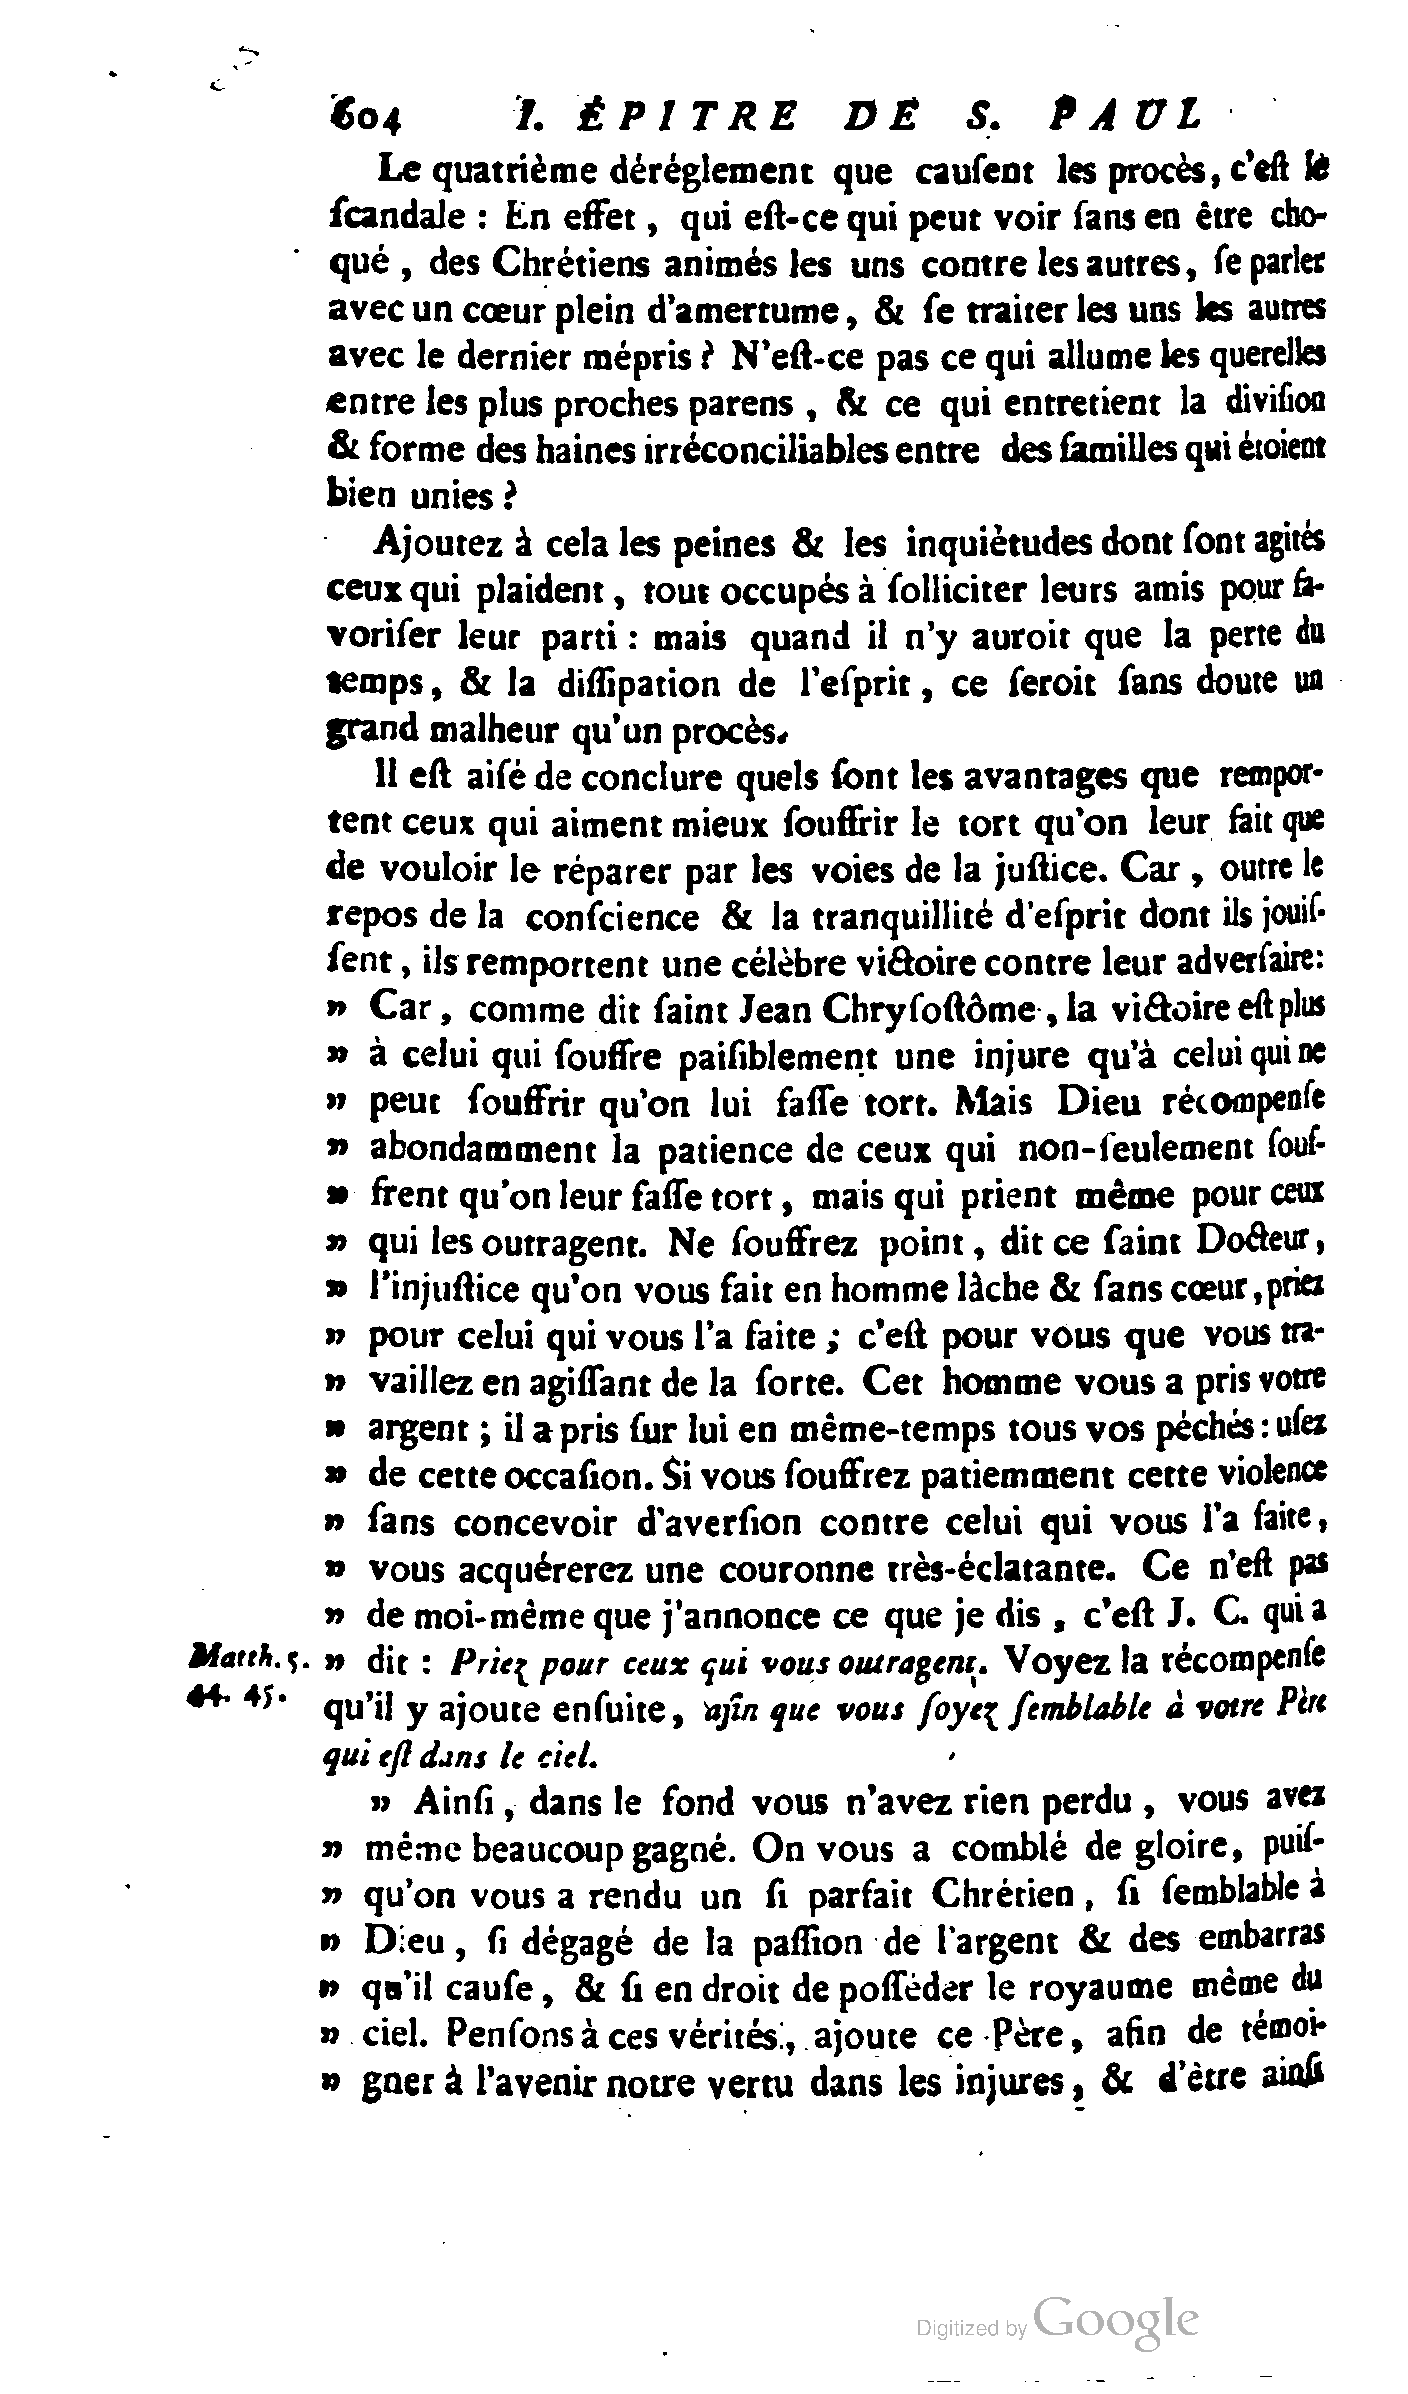 604 I. ÉPITRE DE S. PAUL
Le quatrième déréglement que cauſent les procès, c'eſt le
ſcandale : En effet, qui eſt-ce qui peut voir ſans en être cho-
qué, des Chrétiens animés les uns contre les autres, ſe parler
avec un cœur plein d'amertume, & ſe traiter les uns les autres
avec le dernier mépris ? N'eſt-ce pas ce qui allume les querelles
entre les plus proches parens, & ce qui entretient la diviſion
& forme des haines irréconciliables entre des familles qui étoient
bien unies ?
Ajoutez à cela les peines & les inquiètudes dont ſont agités
ceux qui plaident, tout occupés à ſolliciter leurs amis pour fa-
voriſer leur parti : mais quand il n'y auroit que la perte du
temps, & la diſſipation de l'eſprit, ce ſeroit ſans doute un
grand malheur qu'un procès.
Il eſt aiſé de conclure quels ſont les avantages que rempor-
tent ceux qui aiment mieux ſouffrir le tort qu'on leur fait que
de vouloir le réparer par les voies de la juſtice. Car, outre le
repos de la conſcience & la tranquillité d'eſprit dont ils jouiſ-
ſent, ils remportent une célèbre victoire contre leur adverſaire:
» Car, comme dit ſaint Jean Chryſoſtôme, la victoire eſt plus
» à celui qui ſouffre paiſiblement une injure qu'à celui qui ne
» peut ſouffrir qu'on lui faſſe tort. Mais Dieu récompenſe
» abondamment la patience de ceux qui non-ſeulement ſouf-
» frent qu'on leur faſſe tort, mais qui prient même pour ceux
» qui les outragent. Ne ſouffrez point, dit ce ſaint Docteur,
» l'injuſtice qu'on vous fait en homme lâche & ſans cœur, priez
» pour celui qui vous l'a faite ; c'eſt pour vous que vous tra-
» vaillez en agiſſant de la ſorte. Cet homme vous a pris votre
» argent ; il a pris ſur lui en même-temps tous vos péchés : uſez
» de cette occaſion. Si vous ſouffrez patiemment cette violence
» ſans concevoir d'averſion contre celui qui vous l'a faite,
» vous acquérerez une couronne très-éclatante. Ce n'eſt pas
» de moi-même que j'annonce ce que je dis, c'eſt J. C. qui a
Matth. 5. » dit : Priez pour ceux qui vous outragent. Voyez la récompenſe
44. 45. qu'il y ajoute enſuite, afin que vous ſoyez ſemblable à votre Père
qui eſt dans le ciel.
» Ainſi, dans le fond vous n'avez rien perdu, vous avez
» même beaucoup gagné. On vous a comblé de gloire, puiſ-
» qu'on vous a rendu un ſi parfait Chrétien, ſi ſemblable à
» Dieu, ſi dégagé de la paſſion de l'argent & des embarras
» qu'il cauſe, & ſi en droit de poſſéder le royaume même du
» ciel. Penſons à ces vérités, ajoute ce Père, afin de témoi-
» gner à l'avenir notre vertu dans les injures, & d'être ainſi
Digitized by Google